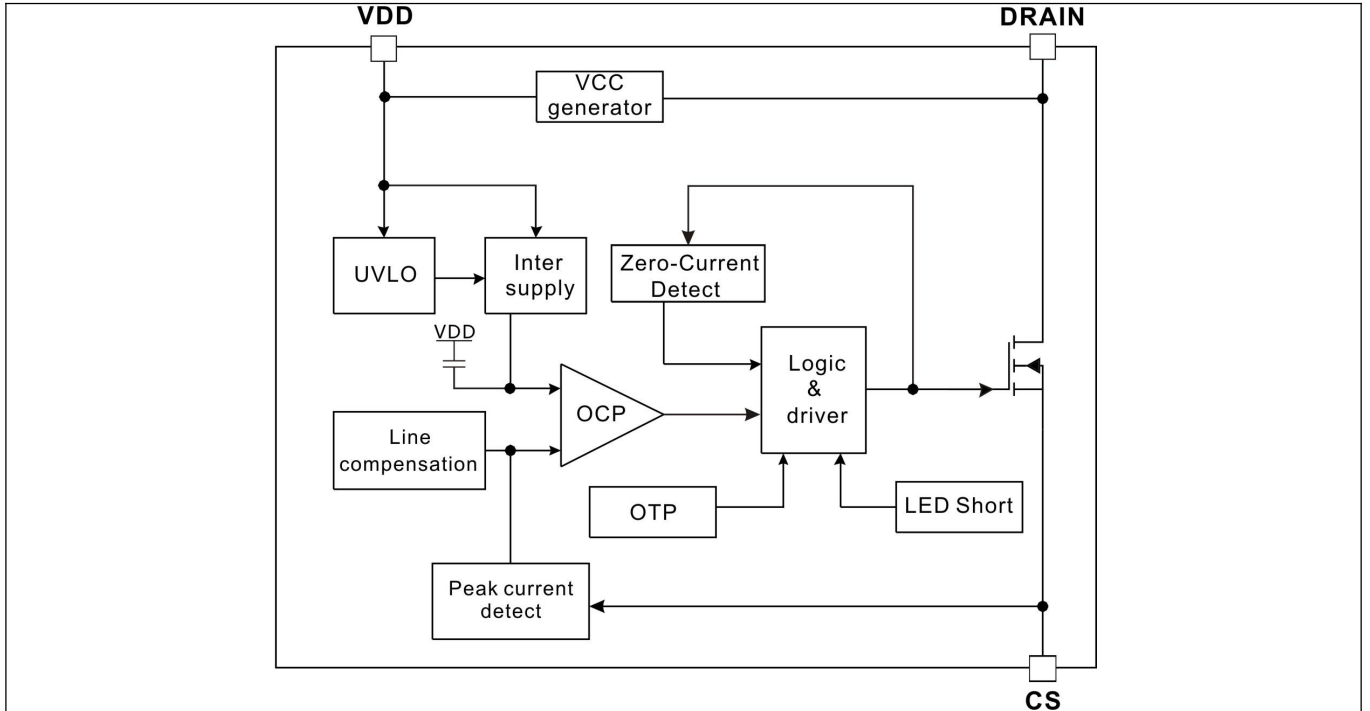 VDD
DRAIN
VCC
generator
UVLO
Inter
supply
Zero-Current
Detect
VDD
Logic
&
driver
OCP
Line
compensation
OTP
LED Short
Peak current
detect
CS